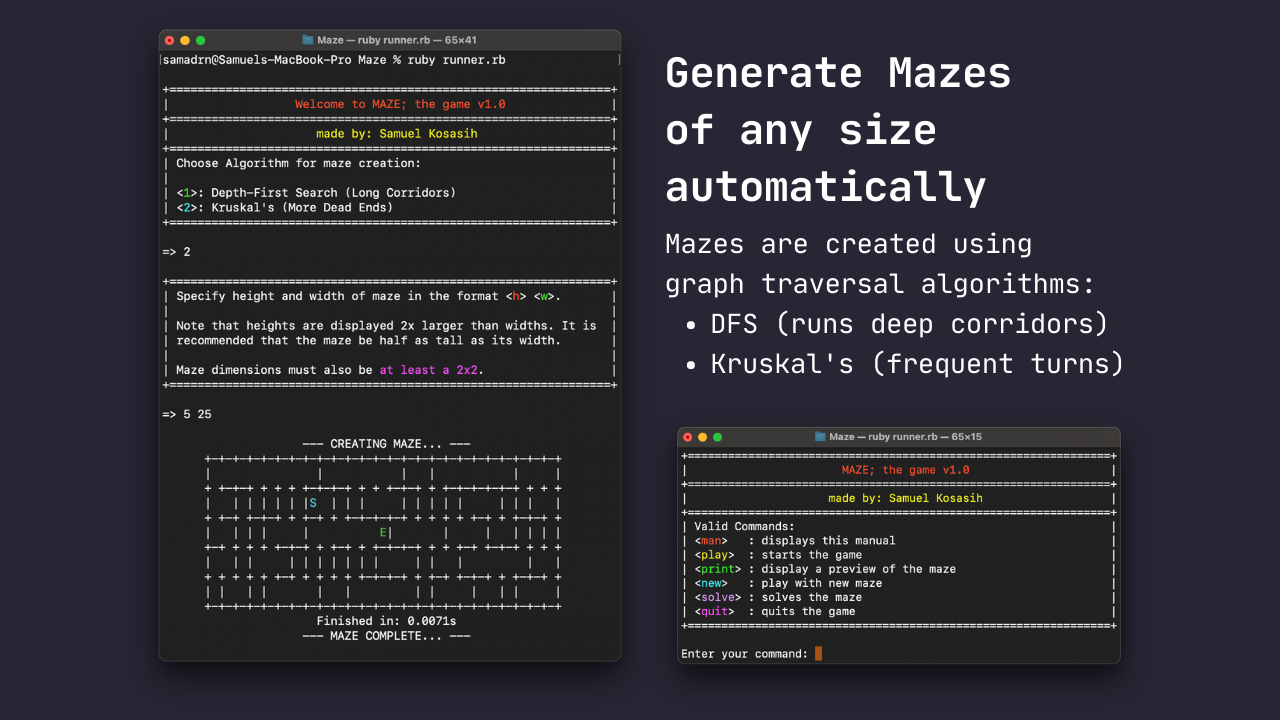 Maze — ruby runner.rb — 65×41
samadrn@Samuels-MacBook-Pro Maze % ruby runner.rb
Welcome to MAZE; the game v1.0
made by: Samuel Kosasih
Choose Algorithm for maze creation:
<1>: Depth-First Search (Long Corridors)
<2>: Kruskal's (More Dead Ends)
=> 2
Specify height and width of maze in the format <h> <w>.
Note that heights are displayed 2x larger than widths. It is
recommended that the maze be half as tall as its width.
Maze dimensions must also be at least a 2x2.
=> 5 25
--- CREATING MAZE... ---
S
E
Finished in: 0.0071s
--- MAZE COMPLETE... ---
Generate Mazes
of any size
automatically
Mazes are created using
graph traversal algorithms:
• DFS (runs deep corridors)
• Kruskal's (frequent turns)
Maze — ruby runner.rb — 65×15
MAZE; the game v1.0
made by: Samuel Kosasih
Valid Commands:
<man> : displays this manual
<play> : starts the game
<print> : display a preview of the maze
<new> : play with new maze
<solve> : solves the maze
<quit> : quits the game
Enter your command: